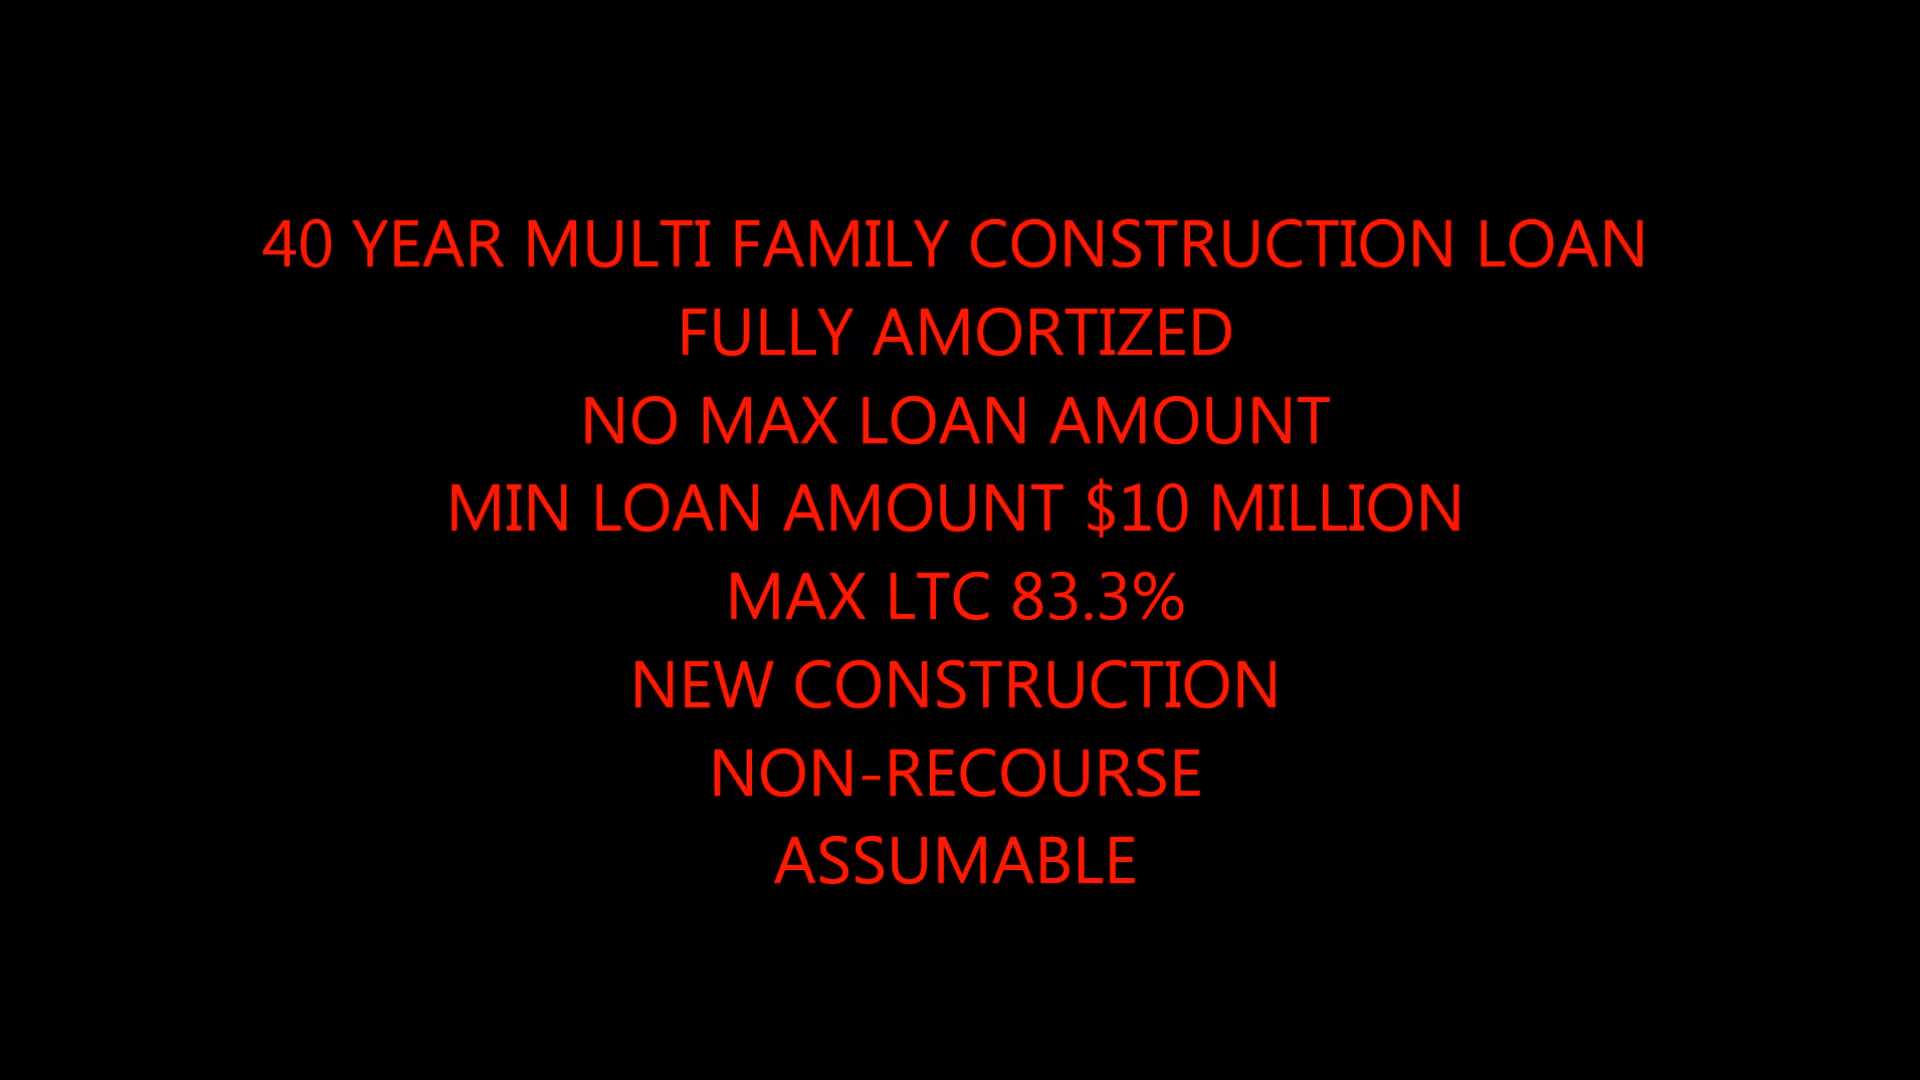 40 YEAR MULTI FAMILY CONSTRUCTION LOAN
FULLY AMORTIZED
NO MAX LOAN AMOUNT
MIN LOAN AMOUNT $10 MILLION
MAX LTC 83.3%
NEW CONSTRUCTION
NON-RECOURSE
ASSUMABLE